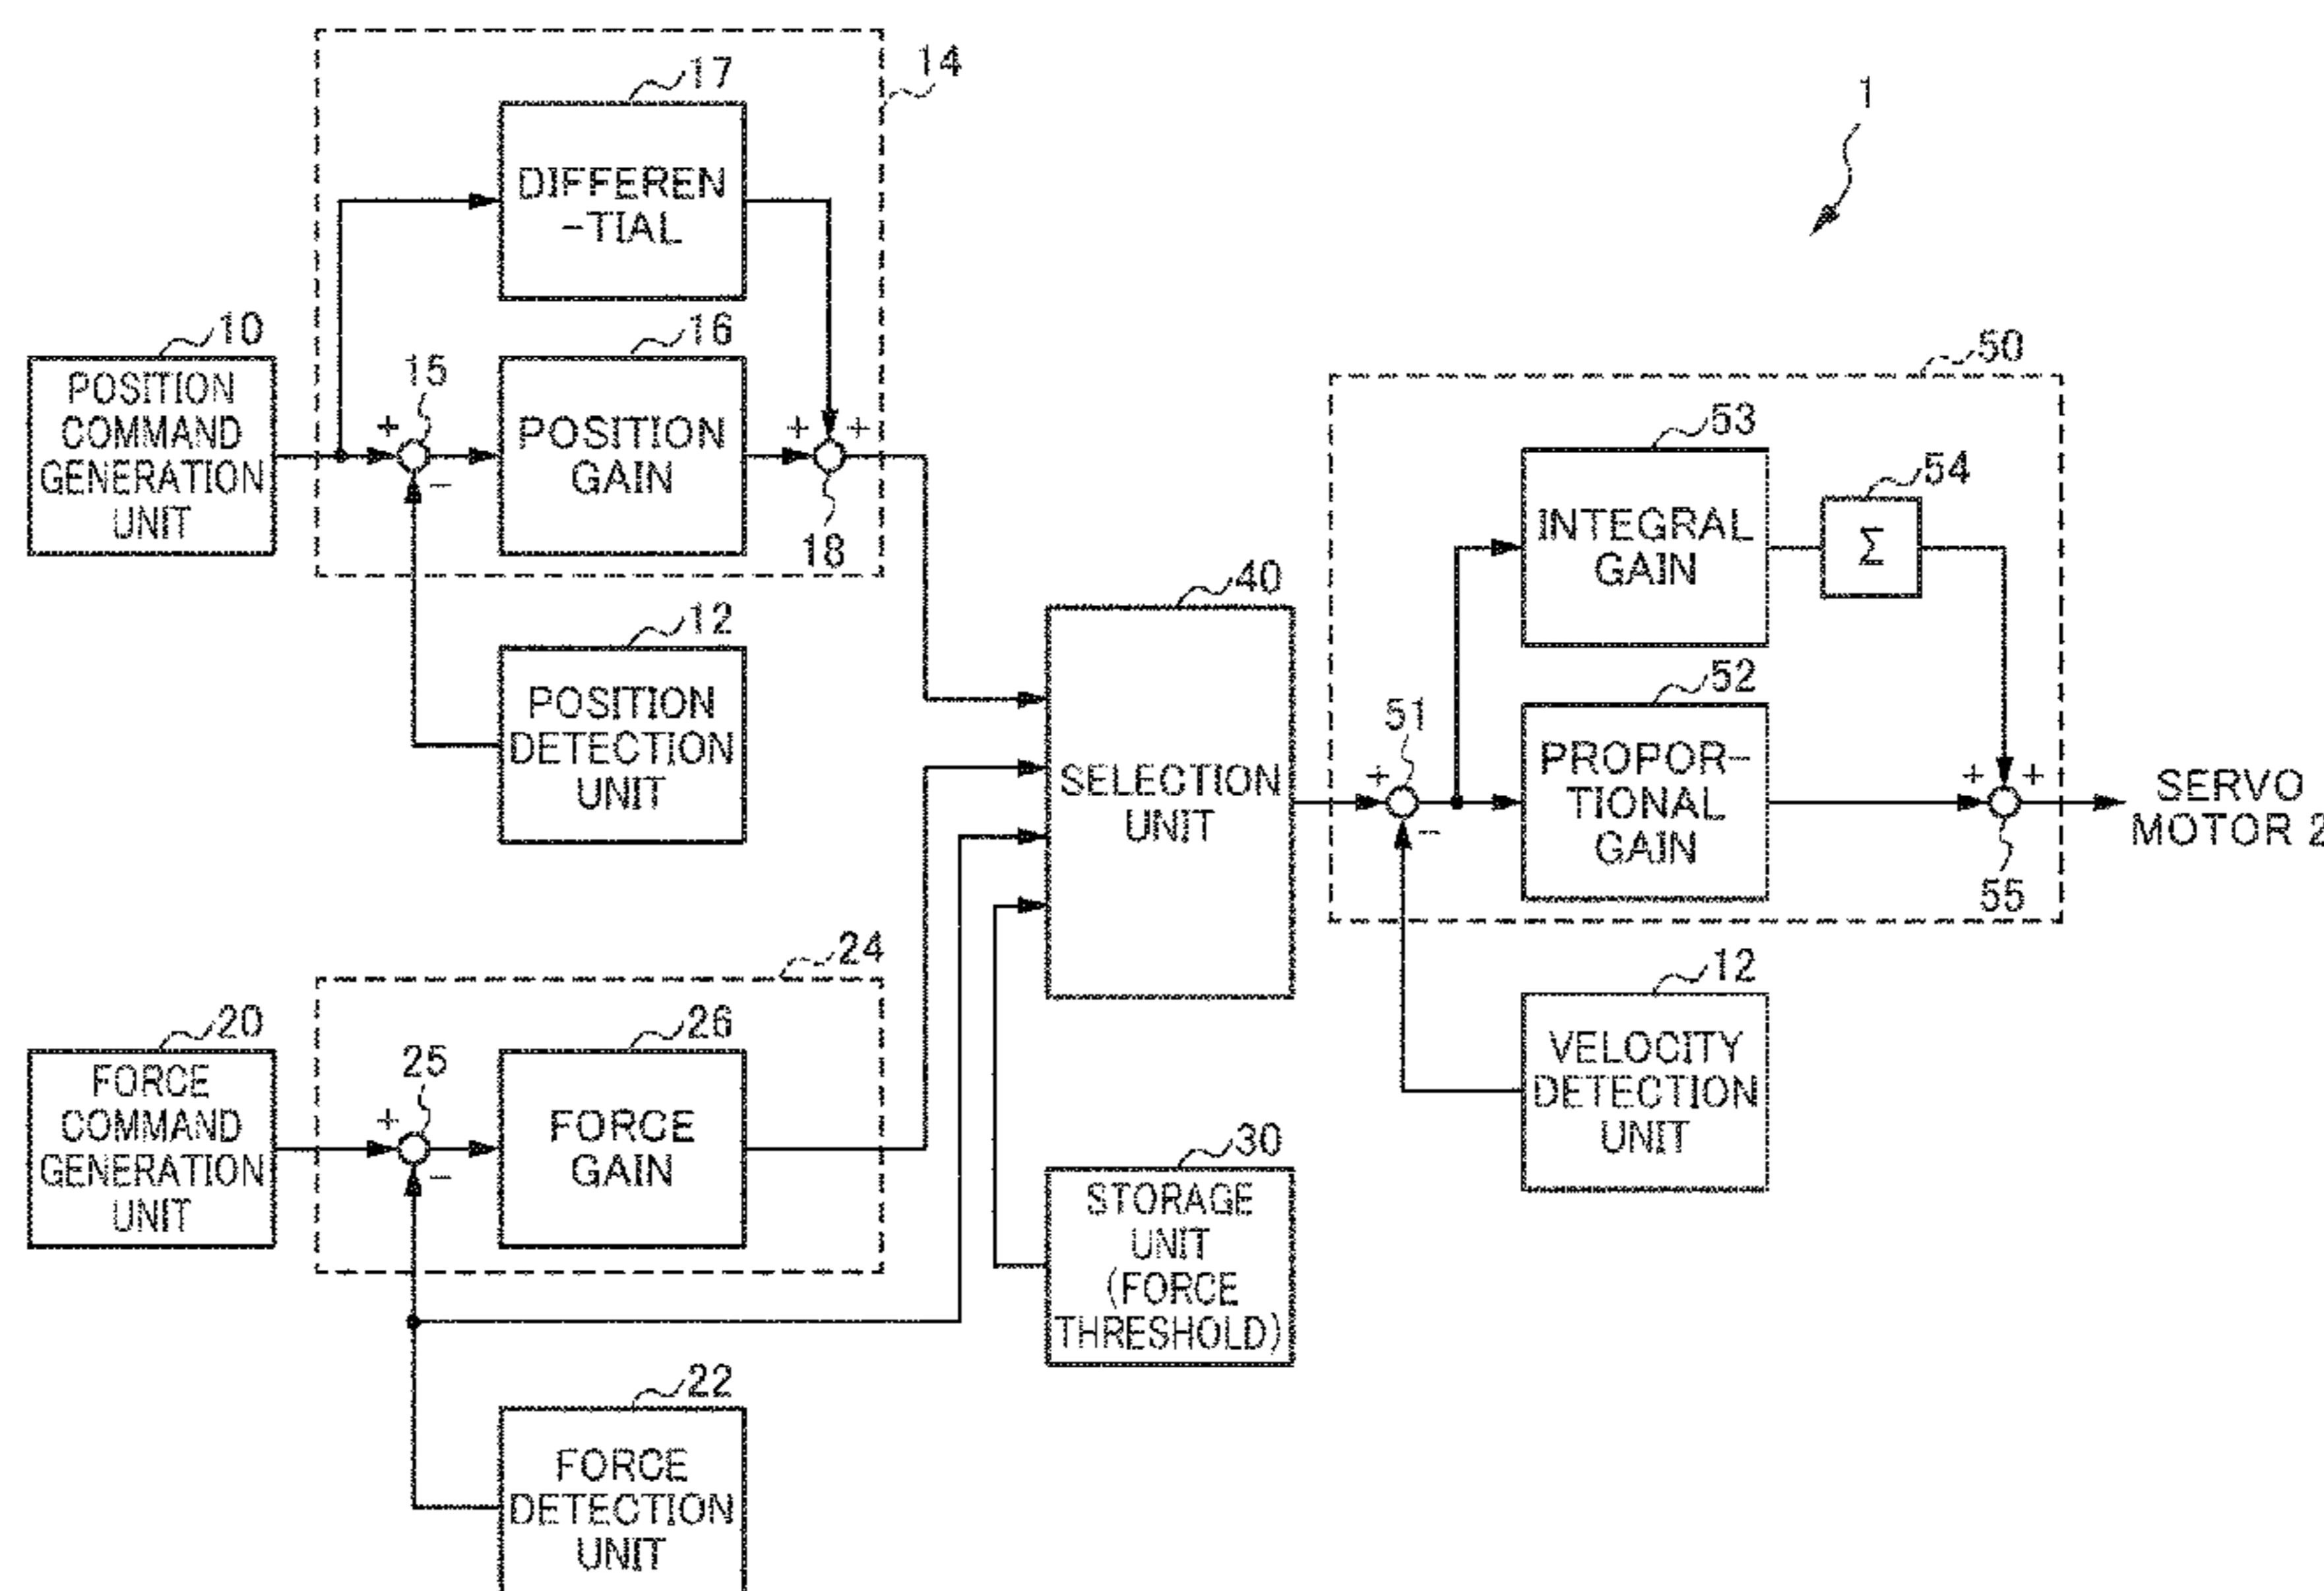 14
17
DIFFEREN
-TIAL
1
10
POSITION
COMMAND
GENERATION
UNIT
15
+
-
16
POSITION
GAIN
+
+
18
12
POSITION
DETECTION
UNIT
40
SELECTION
UNIT
50
53
INTEGRAL
GAIN
54
Σ
51
+
-
52
PROPOR-
TIONAL
GAIN
+
+
55
SERVO
MOTOR 2
12
VELOCITY
DETECTION
UNIT
24
20
FORCE
COMMAND
GENERATION
UNIT
25
+
-
26
FORCE
GAIN
30
STORAGE
UNIT
(FORCE
THRESHOLD)
22
FORCE
DETECTION
UNIT